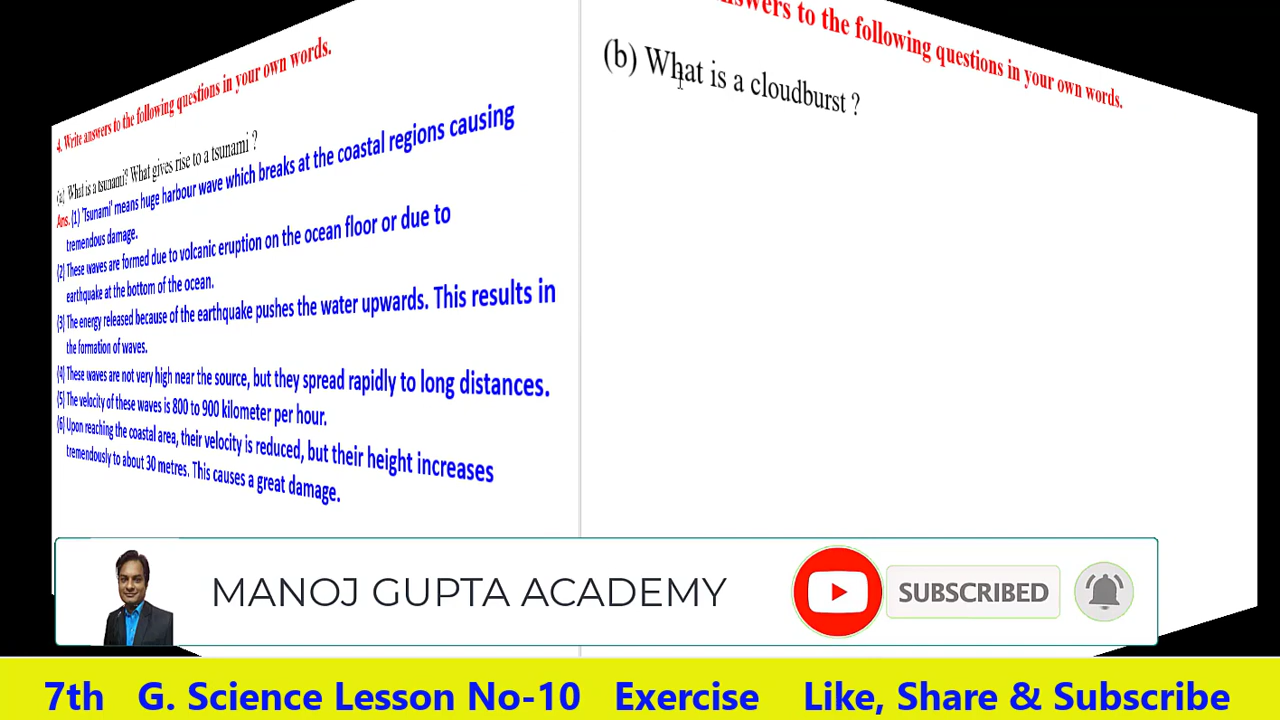 4. Write answers to the following questions in your own words.
(a) What is a tsunami? What gives rise to a tsunami ?
Ans. (1) 'Tsunami' means huge harbour wave which breaks at the coastal regions causing
tremendous damage.
(2) These waves are formed due to volcanic eruption on the ocean floor or due to
earthquake at the bottom of the ocean.
(3) The energy released because of the earthquake pushes the water upwards. This results in
the formation of waves.
(4) These waves are not very high near the source, but they spread rapidly to long distances.
(5) The velocity of these waves is 800 to 900 kilometer per hour.
(6) Upon reaching the coastal area, their velocity is reduced, but their height increases
tremendously to about 30 metres. This causes a great damage.
to the following questions in your own words.
(b) What is a cloudburst ?
MANOJ GUPTA ACADEMY
SUBSCRIBED
7th G. Science Lesson No-10 Exercise Like, Share & Subscribe